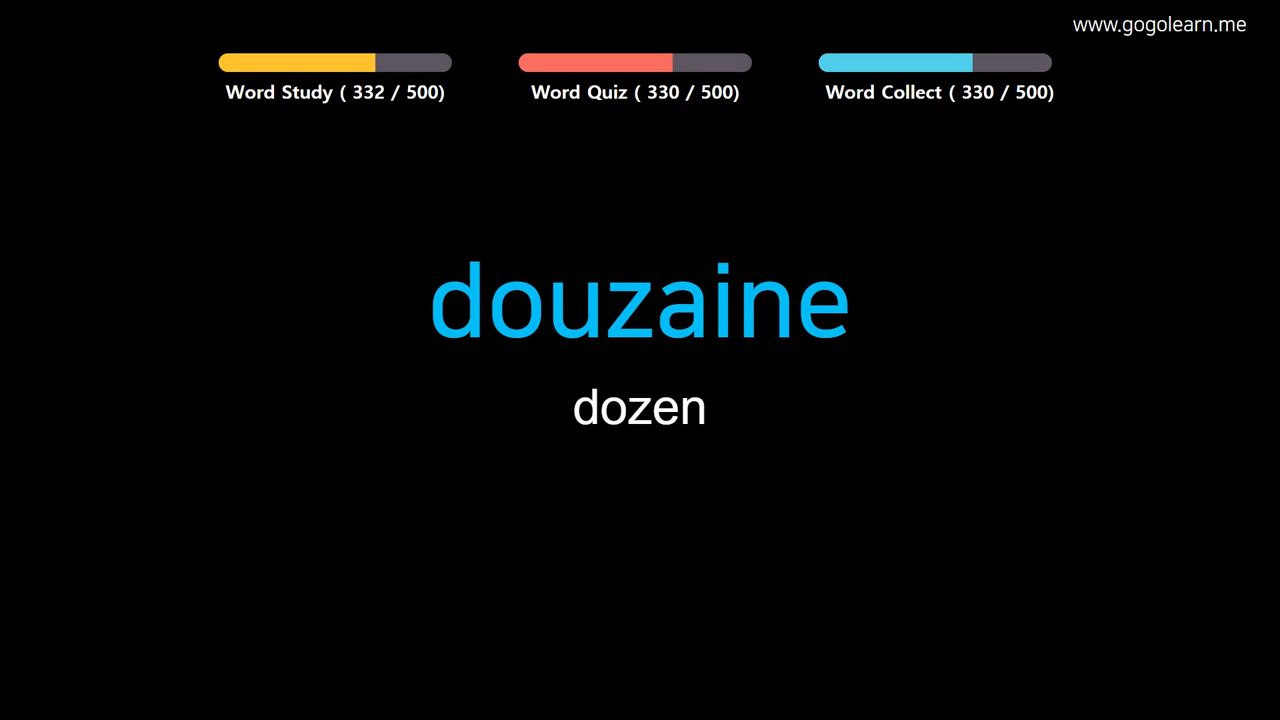 www.gogolearn.me
Word Study ( 332 / 500)
Word Quiz ( 330 / 500)
Word Collect ( 330 / 500)
douzaine
dozen